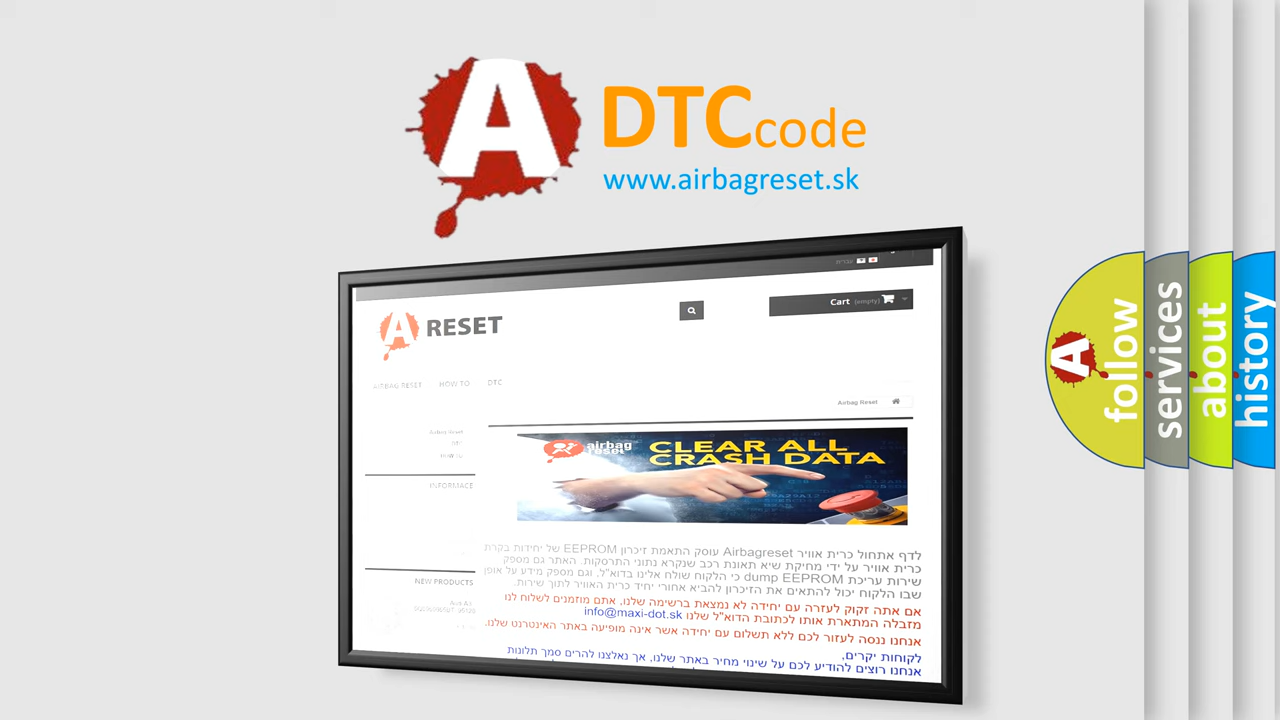 A DTCcode
www.airbagreset.sk
עברית
Cart (empty)
A RESET
AIRBAG RESET HOW TO DTC
Airbag Reset
Airbag Reset
HOW TO
airbag
reset
CLEAR ALL
CRASH DATA
INFORMACE
NEW PRODUCTS
לדף אתחול כרית אוויר Airbagreset עוסק התאמת זיכרון EEPROM של יחידות בקרת
כרית אוויר על ידי מחיקת שיא תאונת רכב שנקרא נתוני התרסקות. האתר גם מספק
שירות עריכת dump EEPROM כי הלקוח שולח אלינו בדוא"ל. וגם מספק מידע על אופן
שבו הלקוח יכול להתאים את הזיכרון להביא אחורי יחיד כרית האוויר לתוך שירות.
אם אתה זקוק לעזרה עם יחידה לא נמצאת ברשימה שלנו, אתם מוזמנים לשלוח לנו
מזבלה המתארת אותו לכתובת הדוא"ל שלנו info@maxi-dot.sk
אנחנו ננסה לעזור לכם ללא תשלום עם יחידה אשר אינה מופיעה באתר האינטרנט שלנו.
לקוחות יקרים,
אנחנו רוצים להודיע לכם על שינוי מחיר באתר שלנו, אך נאלצנו להרים סמך תלונות
A follow
services
about
history